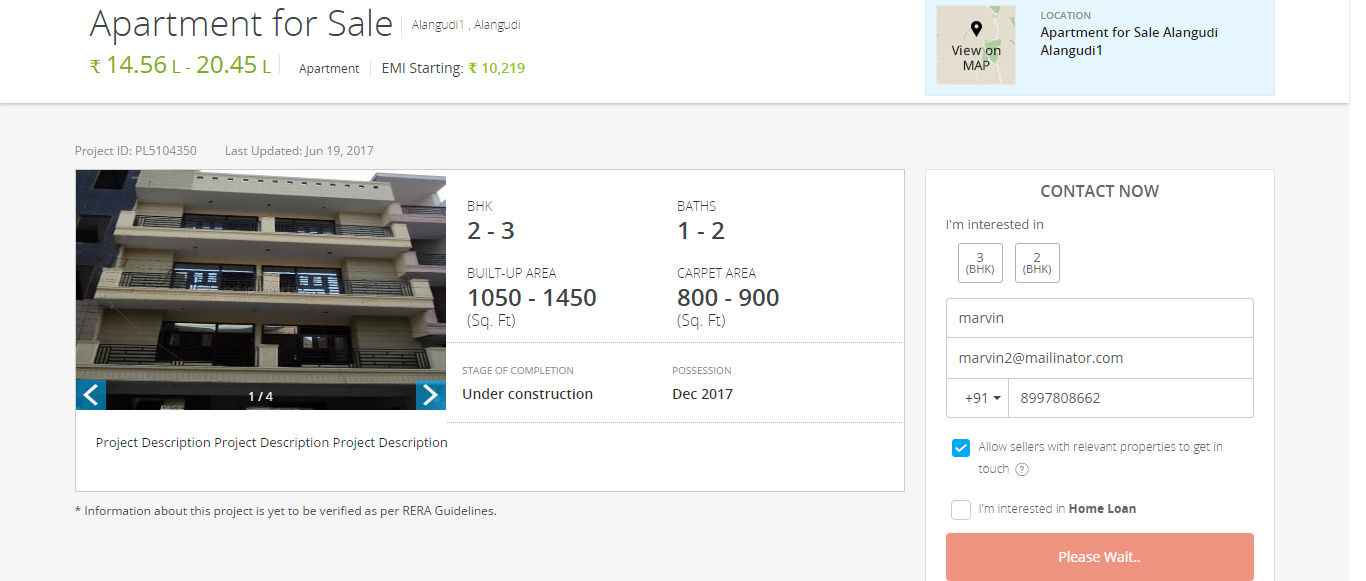 Apartment for Sale
Alangudi1 , Alangudi
₹ 14.56 L - 20.45 L
Apartment
EMI Starting: ₹ 10,219
View on
MAP
LOCATION
Apartment for Sale Alangudi
Alangudi1
Project ID: PL5104350
Last Updated: Jun 19, 2017
1 / 4
BHK
2 - 3
BATHS
1 - 2
BUILT-UP AREA
1050 - 1450
(Sq. Ft)
CARPET AREA
800 - 900
(Sq. Ft)
STAGE OF COMPLETION
Under construction
POSSESSION
Dec 2017
Project Description Project Description Project Description
* Information about this project is yet to be verified as per RERA Guidelines.
CONTACT NOW
I'm interested in
3
(BHK)
2
(BHK)
marvin
marvin2@mailinator.com
+91
8997808662
Allow sellers with relevant properties to get in
touch ?
I'm interested in Home Loan
Please Wait..